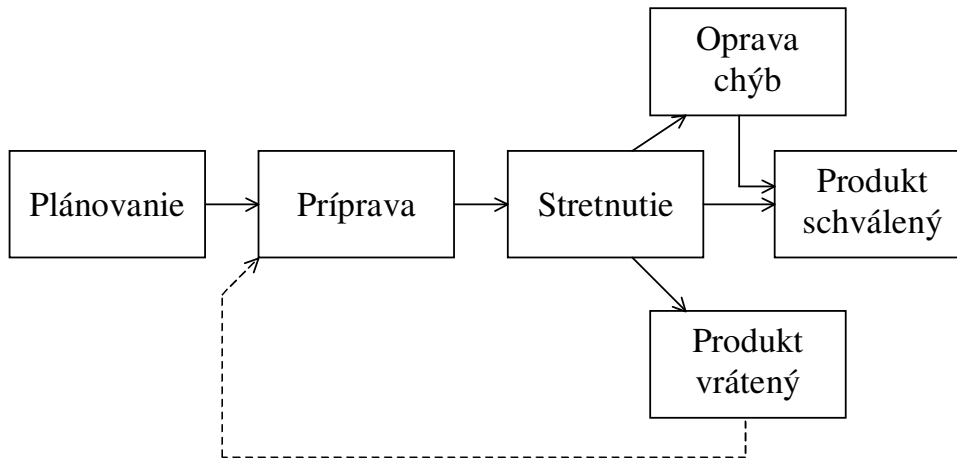 Oprava
chýb
Plánovanie
Príprava
Stretnutie
Produkt
schválený
Produkt
vrátený